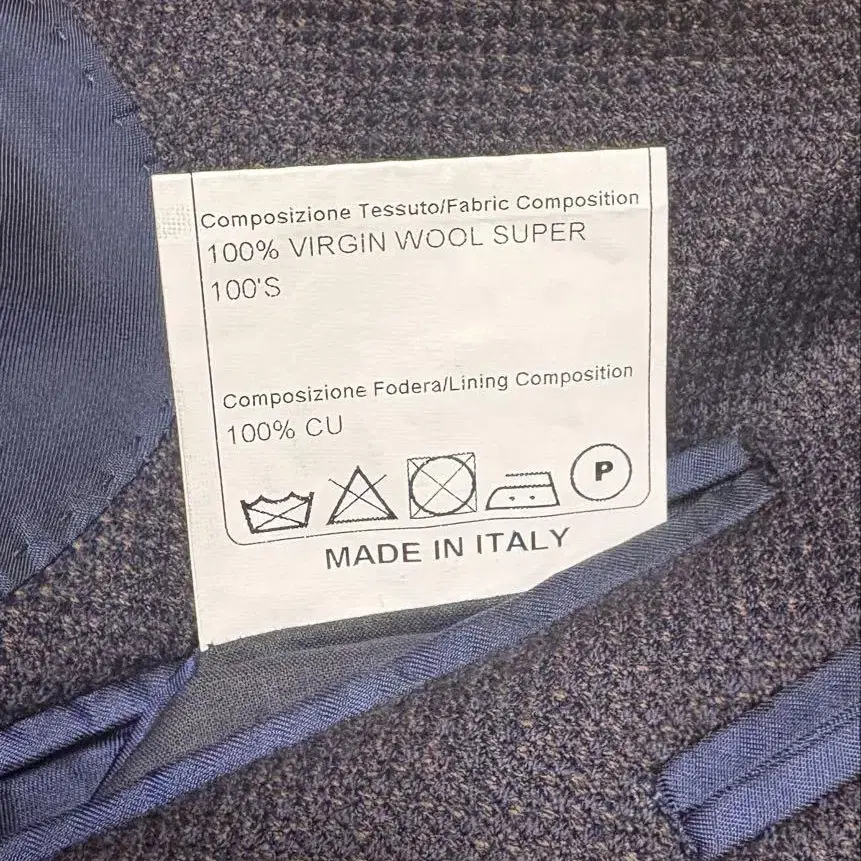 Composizione Tessuto/Fabric Composition
100% VIRGIN WOOL SUPER
100'S
Composizione Fodera/Lining Composition
100% CU
P
MADE IN ITALY